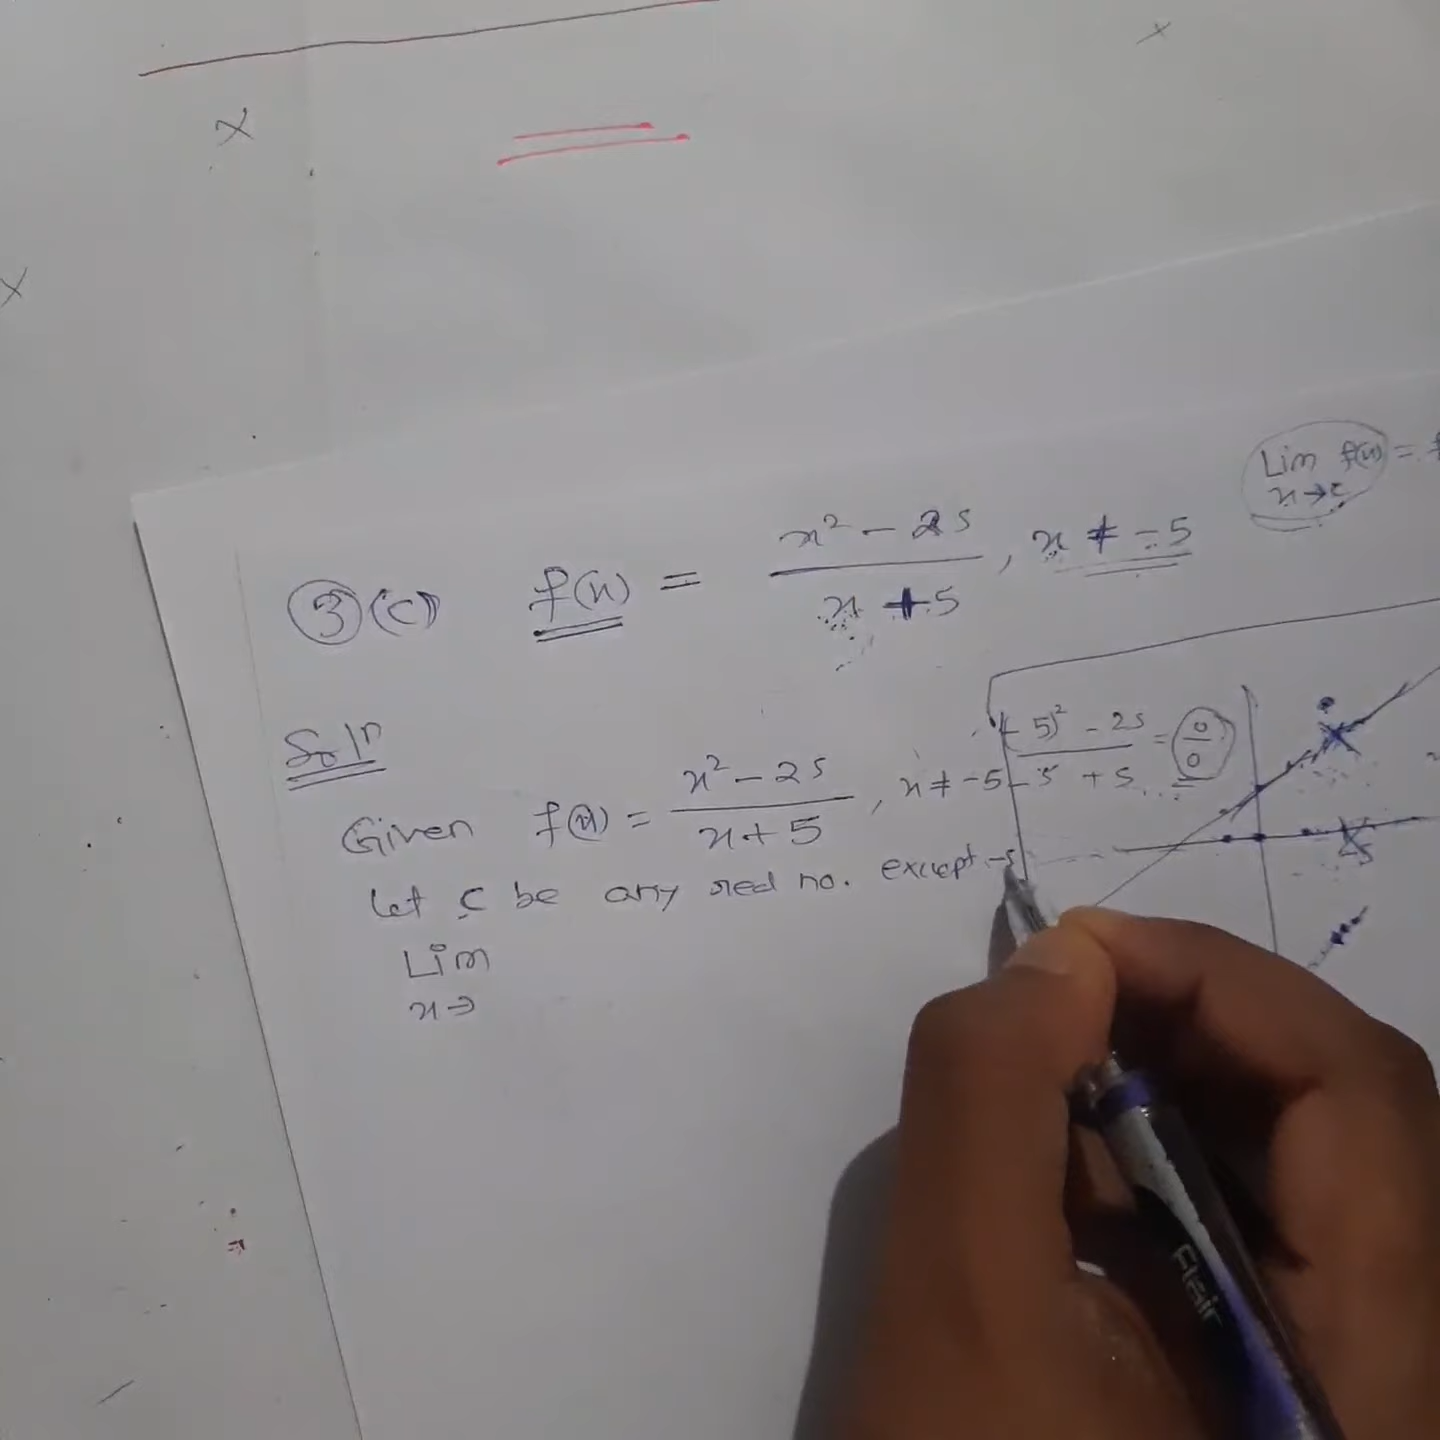 Lim f(x) =
x→c
③(c) f(x) = x² - 25 / x + 5 , x ≠ -5
Soln
(-5)² - 25 / -5 + 5 = 0/0
Given f(x) = x² - 25 / x + 5 , x ≠ -5
Let c be any real no. except -5
Lim
x→
-5
Flair